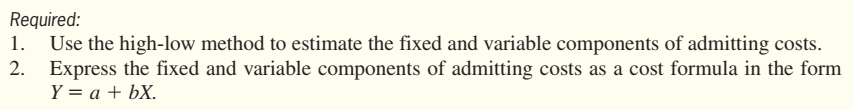 Required:
1. Use the high-low method to estimate the fixed and variable components of admitting costs.
2. Express the fixed and variable components of admitting costs as a cost formula in the form
Y = a + bX.